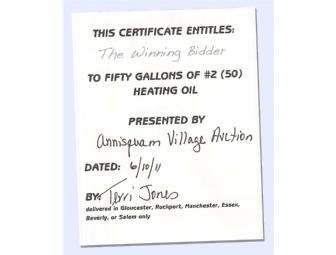 THIS CERTIFICATE ENTITLES:
The Winning Bidder
TO FIFTY GALLONS OF #2 (50)
HEATING OIL
PRESENTED BY
Annisquam Village Auction
DATED: 6/10/11
BY: Terri Jones
delivered in Gloucester, Rockport, Manchester, Essex,
Beverly, or Salem only